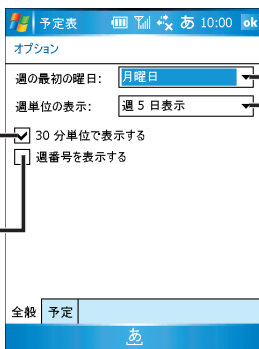 予定表 あ 10:00 ok
オプション
週の最初の曜日: 月曜日
週単位の表示: 週 5 日表示
30 分単位で表示する
週番号を表示する
全般 予定
あ